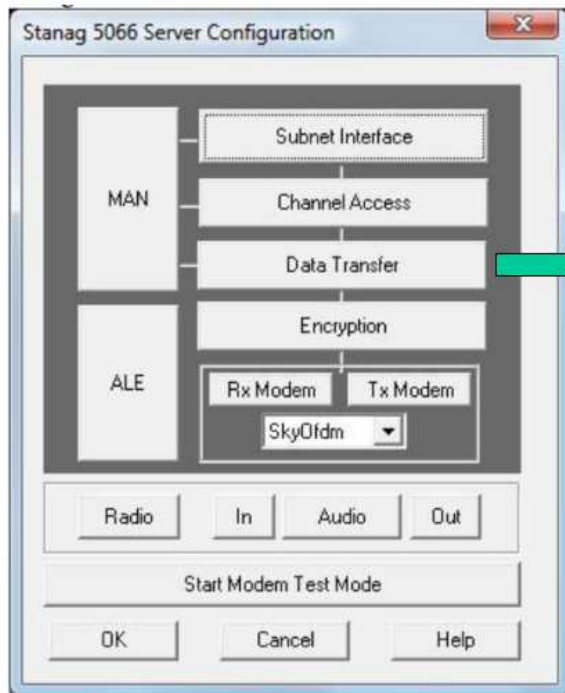 Stanag 5066 Server Configuration
Subnet Interface
MAN
Channel Access
Data Transfer
Encryption
ALE
Rx Modem
Tx Modem
SkyOfdm
Radio
In
Audio
Out
Start Modem Test Mode
OK
Cancel
Help